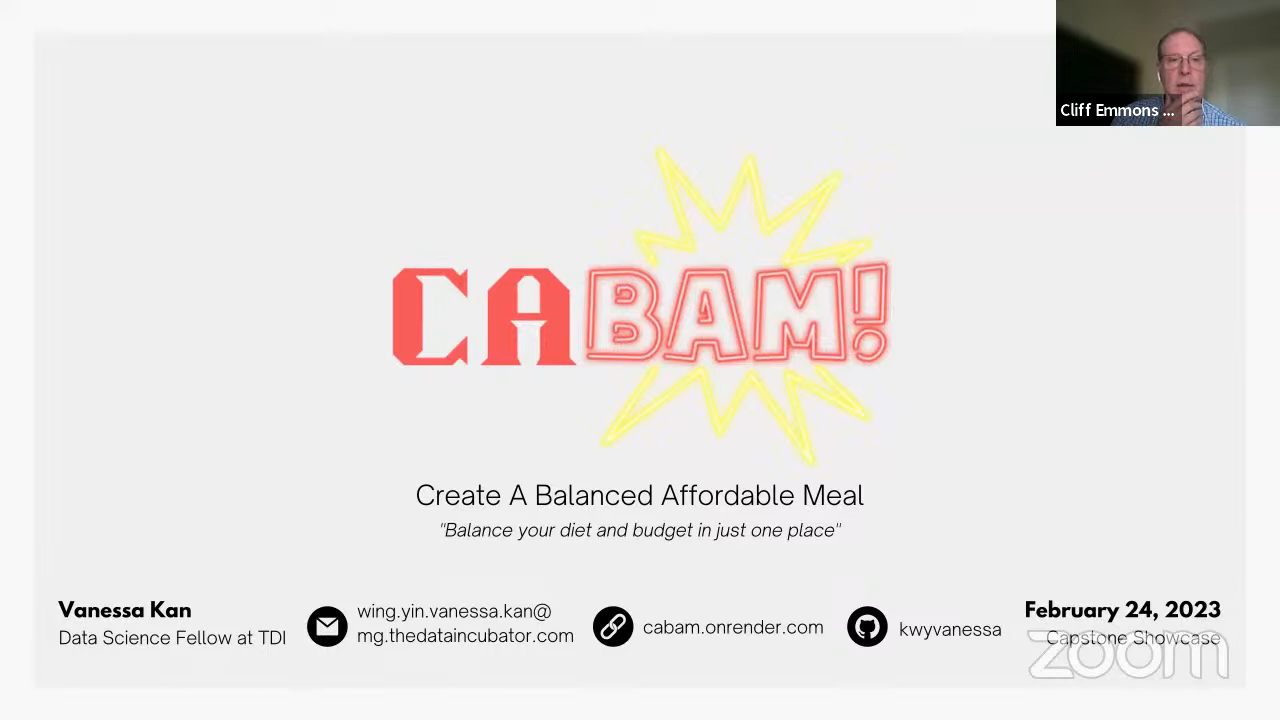 Cliff Emmons ...
CABAM!
Create A Balanced Affordable Meal
"Balance your diet and budget in just one place"
Vanessa Kan
Data Science Fellow at TDI
wing.yin.vanessa.kan@
mg.thedataincubator.com
cabam.onrender.com
kwyvanessa
February 24, 2023
Capstone Showcase
zoom